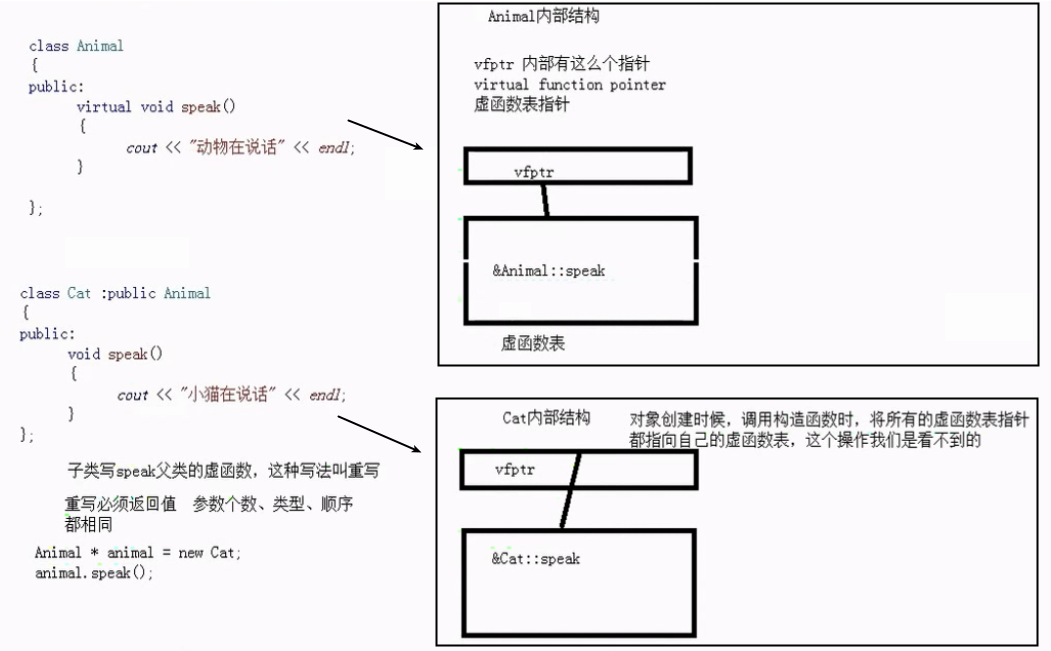 class Animal
{
public:
virtual void speak()
{
cout << "动物在说话" << endl;
}
};
class Cat :public Animal
{
public:
void speak()
{
cout << "小猫在说话" << endl;
}
};
子类写speak父类的虚函数，这种写法叫重写
重写必须返回值 参数个数、类型、顺序
都相同
Animal * animal = new Cat;
animal.speak();
Animal内部结构
vfptr 内部有这么个指针
virtual function pointer
虚函数表指针
vfptr
&Animal::speak
虚函数表
Cat内部结构
对象创建时候，调用构造函数时，将所有的虚函数表指针
都指向自己的虚函数表，这个操作我们是看不到的
vfptr
&Cat::speak